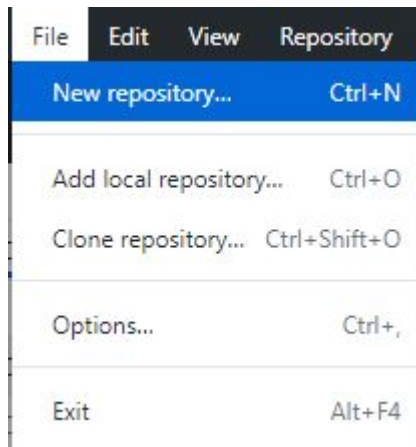 File Edit View Repository
New repository... Ctrl+N
Add local repository... Ctrl+O
Clone repository... Ctrl+Shift+O
Options... Ctrl+,
Exit Alt+F4